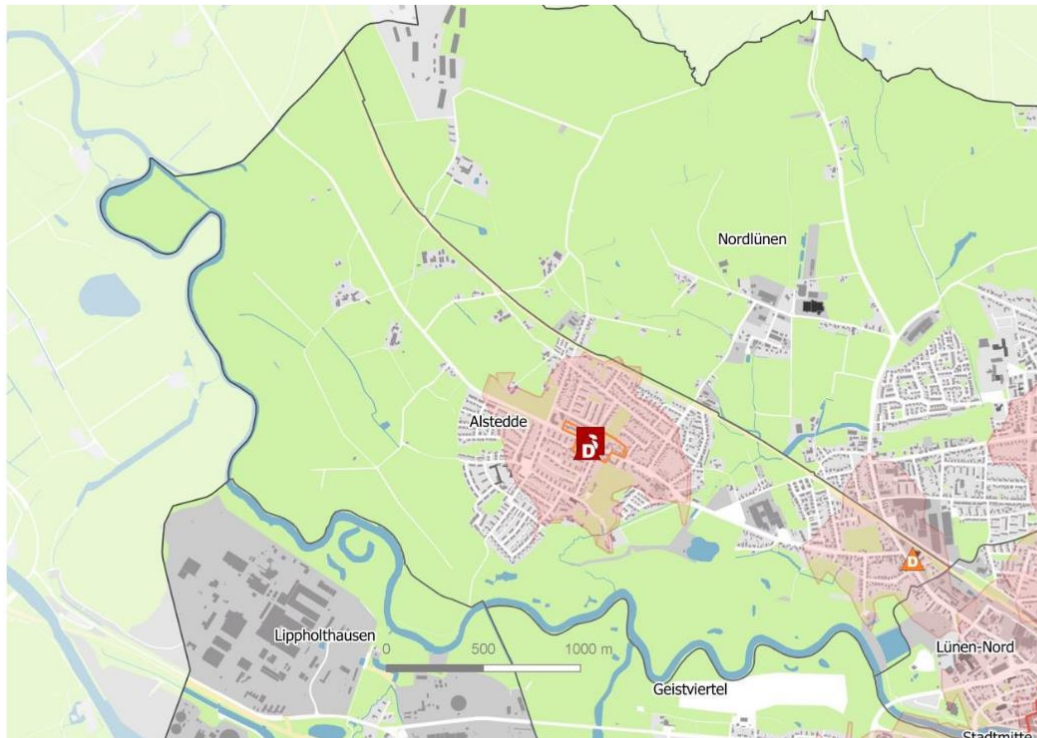 Nordlünen
Alstedde
D
D
Lippholthausen
0 500 1000 m
Lünen-Nord
Geistviertel
Stadtmitte